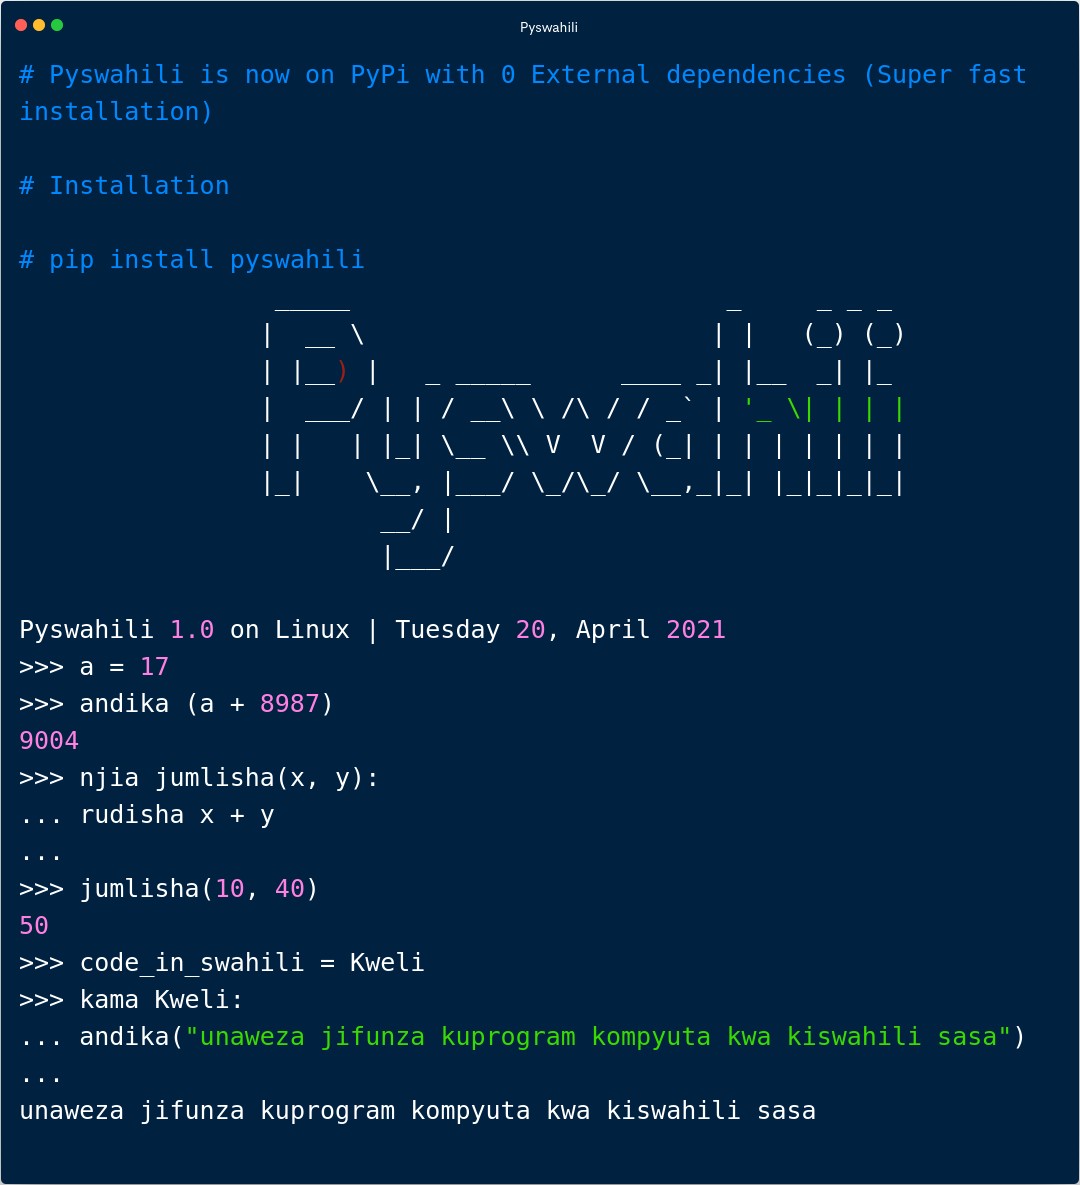 Pyswahili
# Pyswahili is now on PyPi with 0 External dependencies (Super fast
installation)
# Installation
# pip install pyswahili
                 _____                         _     _ _ _
                |  __ \                       | |   (_) (_)
                | |__) |   _ _____      ____ _| |__  _| |_
                |  ___/ | | / __\ \ /\ / / _` | '_ \| | | |
                | |   | |_| \__ \\ V  V / (_| | | | | | | |
                |_|    \__, |___/ \_/\_/ \__,_|_| |_|_|_|_|
                        __/ |
                        |___/
Pyswahili 1.0 on Linux | Tuesday 20, April 2021
>>> a = 17
>>> andika (a + 8987)
9004
>>> njia jumlisha(x, y):
... rudisha x + y
...
>>> jumlisha(10, 40)
50
>>> code_in_swahili = Kweli
>>> kama Kweli:
... andika("unaweza jifunza kuprogram kompyuta kwa kiswahili sasa")
...
unaweza jifunza kuprogram kompyuta kwa kiswahili sasa